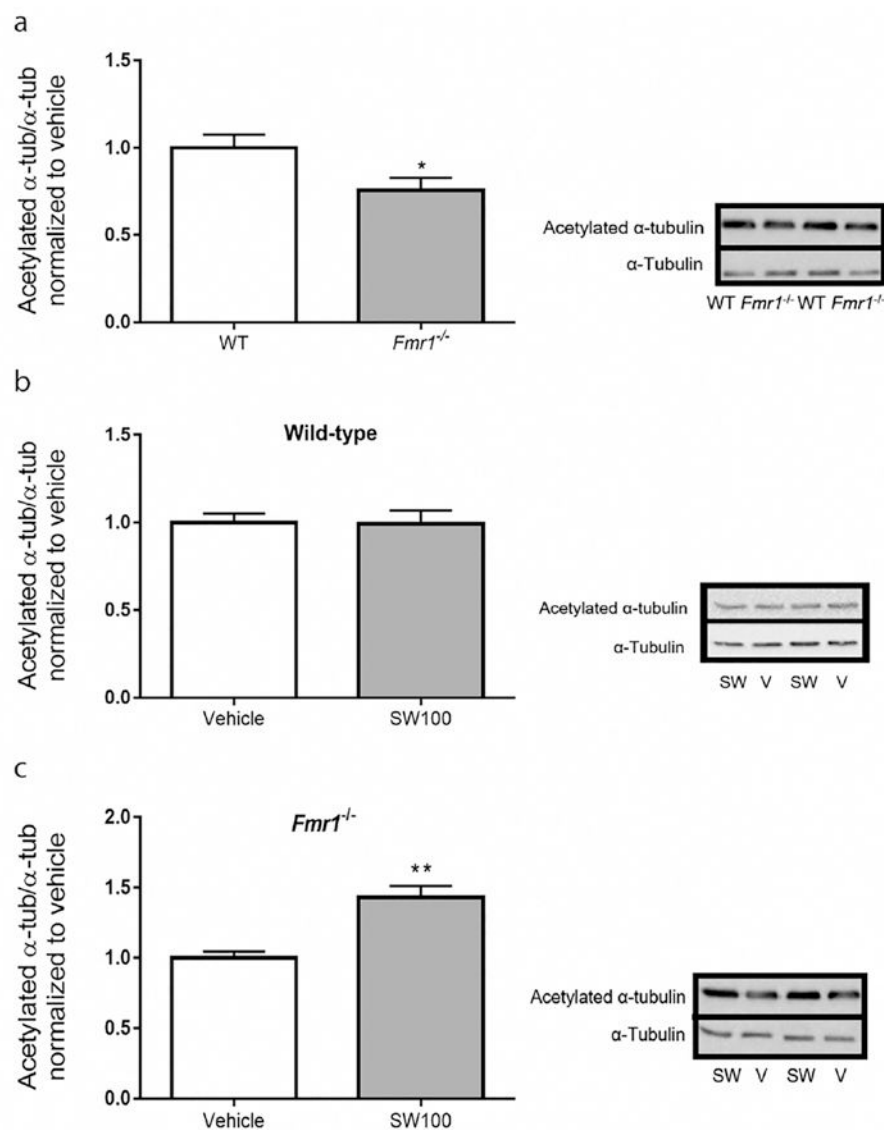 a
Acetylated α-tub/α-tub
normalized to vehicle
1.5
1.0
0.5
0.0
*
WT
Fmr1-/-
Acetylated α-tubulin
α-Tubulin
WT Fmr1-/- WT Fmr1-/-
b
Acetylated α-tub/α-tub
normalized to vehicle
Wild-type
1.5
1.0
0.5
0.0
Vehicle
SW100
Acetylated α-tubulin
α-Tubulin
SW V SW V
c
Acetylated α-tub/α-tub
normalized to vehicle
Fmr1-/-
2.0
1.5
1.0
0.5
0.0
**
Vehicle
SW100
Acetylated α-tubulin
α-Tubulin
SW V SW V